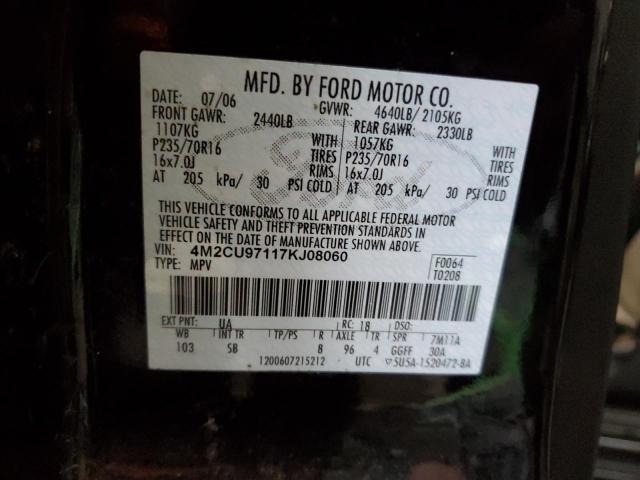 MFD. BY FORD MOTOR CO.
DATE: 07/06 GVWR: 4640LB/ 2105KG
FRONT GAWR: 2440LB REAR GAWR: 2330LB
1107KG WITH 1057KG WITH
P235/70R16 TIRES P235/70R16 TIRES
16x7.0J RIMS 16x7.0J RIMS
AT 205 kPa/ 30 PSI COLD AT 205 kPa/ 30 PSI COLD
THIS VEHICLE CONFORMS TO ALL APPLICABLE FEDERAL MOTOR
VEHICLE SAFETY AND THEFT PREVENTION STANDARDS IN
EFFECT ON THE DATE OF MANUFACTURE SHOWN ABOVE.
VIN: 4M2CU97117KJ08060 F0064
TYPE: MPV T0208
EXT PNT: UA RC: 18 DSO:
WB INT TR TP/PS R AXLE TR SPR 7M11A
103 SB 8 96 4 GGFF 30A
1200607215212 UTC ▽5U5A-1520472-BA
Ford